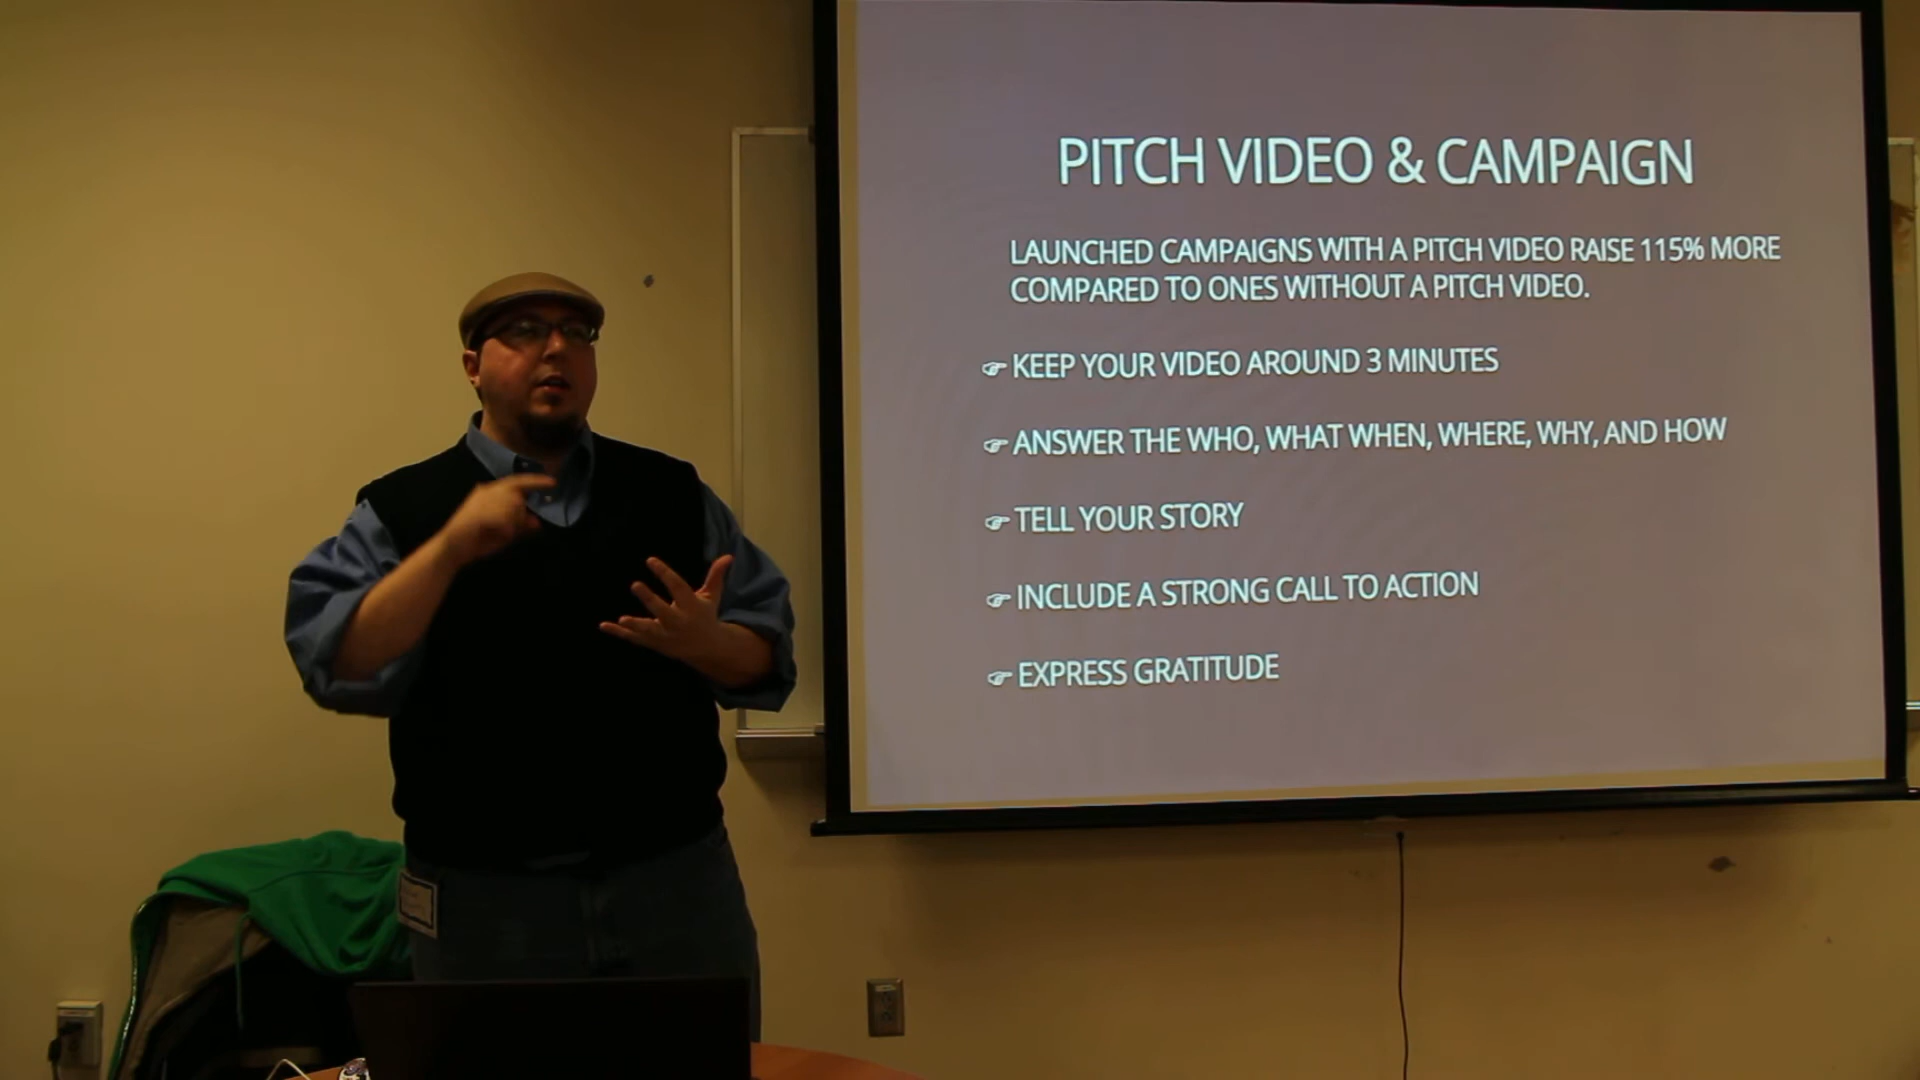 PITCH VIDEO & CAMPAIGN
LAUNCHED CAMPAIGNS WITH A PITCH VIDEO RAISE 115% MORE
COMPARED TO ONES WITHOUT A PITCH VIDEO.
☞ KEEP YOUR VIDEO AROUND 3 MINUTES
☞ ANSWER THE WHO, WHAT WHEN, WHERE, WHY, AND HOW
☞ TELL YOUR STORY
☞ INCLUDE A STRONG CALL TO ACTION
☞ EXPRESS GRATITUDE